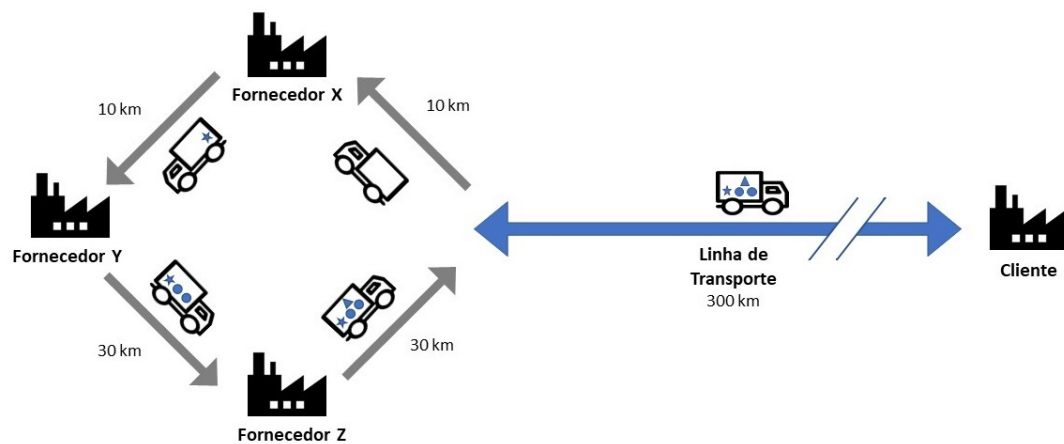 Fornecedor X
10 km
10 km
Fornecedor Y
Linha de
Transporte
300 km
Cliente
30 km
30 km
Fornecedor Z